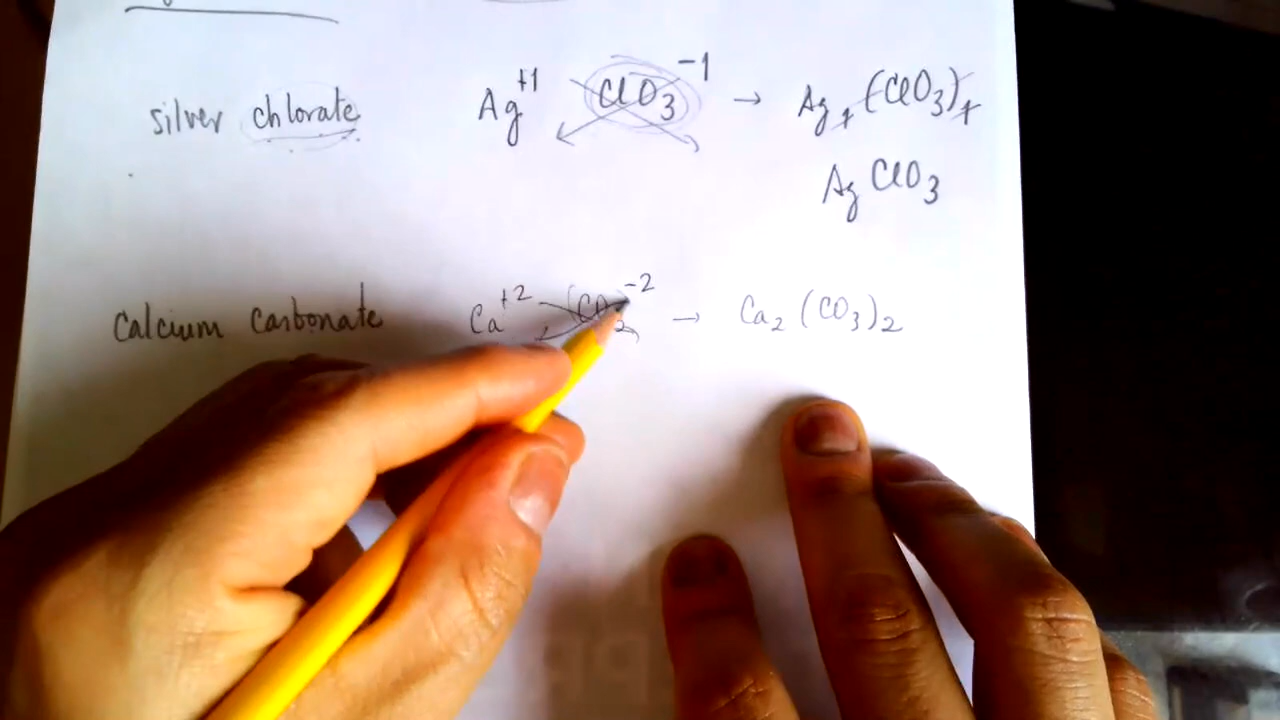 silver chlorate Ag+1 ClO3-1 → Ag1(ClO3)1
AgClO3
Calcium carbonate Ca+2 (CO3)-2 → Ca2(CO3)2